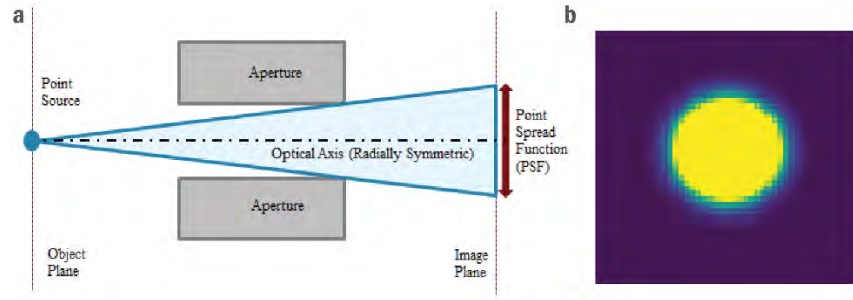 a
b
Aperture
Point
Source
Point
Spread
Function
(PSF)
Optical Axis (Radially Symmetric)
Aperture
Object
Plane
Image
Plane